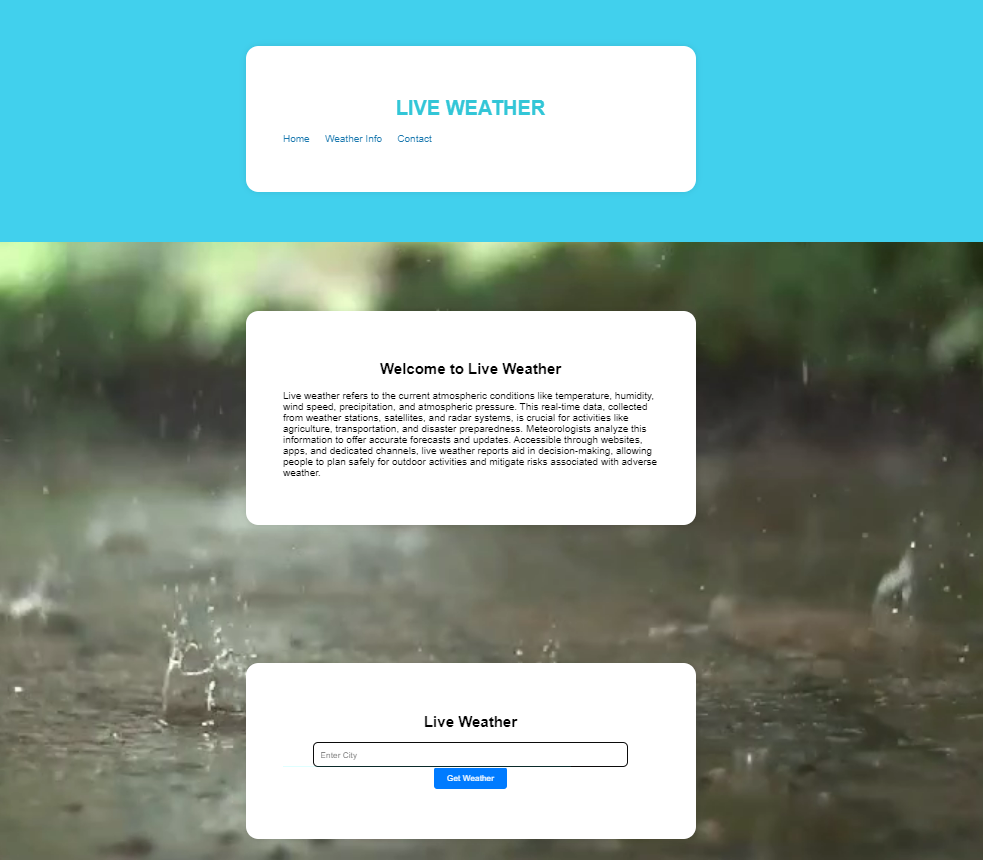 LIVE WEATHER
Home Weather Info Contact
Welcome to Live Weather
Live weather refers to the current atmospheric conditions like temperature, humidity,
wind speed, precipitation, and atmospheric pressure. This real-time data, collected
from weather stations, satellites, and radar systems, is crucial for activities like
agriculture, transportation, and disaster preparedness. Meteorologists analyze this
information to offer accurate forecasts and updates. Accessible through websites,
apps, and dedicated channels, live weather reports aid in decision-making, allowing
people to plan safely for outdoor activities and mitigate risks associated with adverse
weather.
Live Weather
Enter City
Get Weather